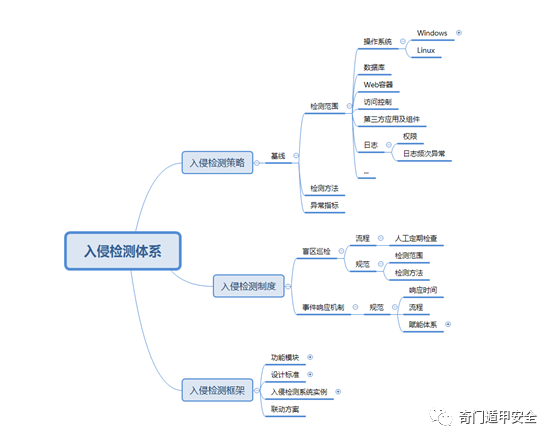 入侵检测体系
入侵检测策略
基线
检测范围
操作系统
Windows
Linux
数据库
Web容器
访问控制
第三方应用及组件
日志
权限
日志频次异常
...
检测方法
异常指标
入侵检测制度
盲区巡检
流程
人工定期检查
规范
检测范围
检测方法
事件响应机制
规范
响应时间
流程
赋能体系
入侵检测框架
功能模块
设计标准
入侵检测系统实例
联动方案
奇门遁甲安全